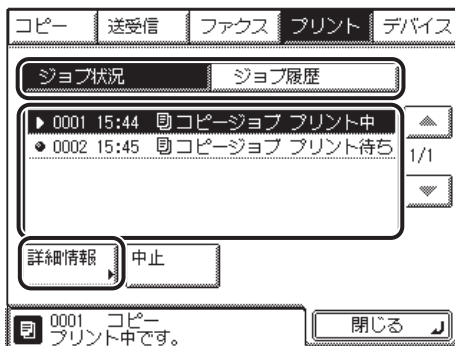 コピー 送受信 ファクス プリント デバイス
ジョブ状況 ジョブ履歴
0001 15:44 コピージョブ プリント中
0002 15:45 コピージョブ プリント待ち
1/1
詳細情報 中止
0001 コピー
プリント中です。
閉じる